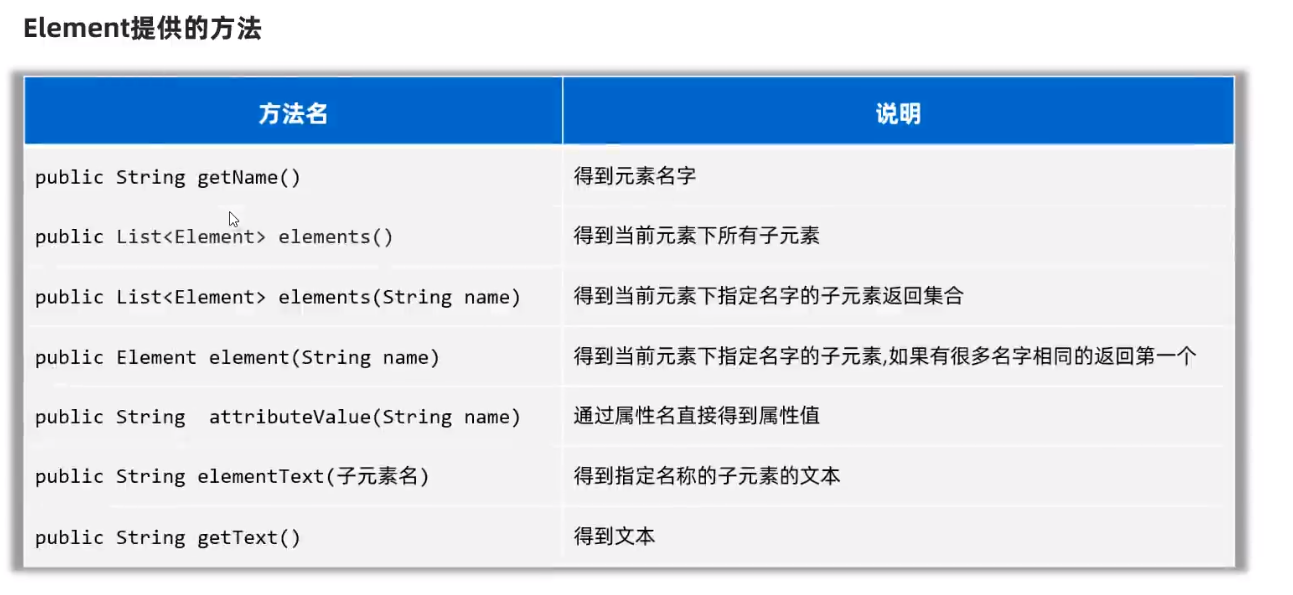 Element提供的方法
方法名 说明
public String getName() 得到元素名字
public List<Element> elements() 得到当前元素下所有子元素
public List<Element> elements(String name) 得到当前元素下指定名字的子元素返回集合
public Element element(String name) 得到当前元素下指定名字的子元素,如果有很多名字相同的返回第一个
public String  attributeValue(String name) 通过属性名直接得到属性值
public String elementText(子元素名) 得到指定名称的子元素的文本
public String getText() 得到文本